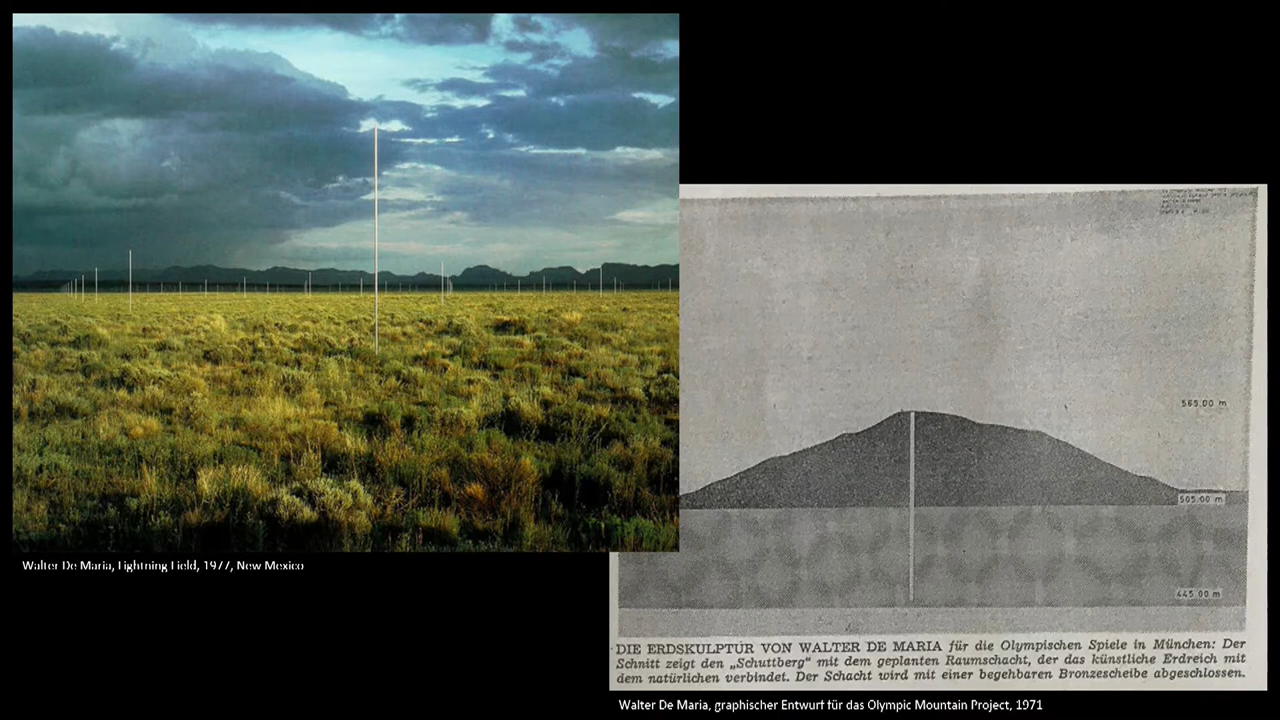 Walter De Maria, Lightning Field, 1977, New Mexico
565.00 m
505.00 m
445.00 m
DIE ERDSKULPTUR VON WALTER DE MARIA für die Olympischen Spiele in München: Der
Schnitt zeigt den „Schuttberg“ mit dem geplanten Raumschacht, der das künstliche Erdreich mit
dem natürlichen verbindet. Der Schacht wird mit einer begehbaren Bronzescheibe abgeschlossen.
Walter De Maria, graphischer Entwurf für das Olympic Mountain Project, 1971